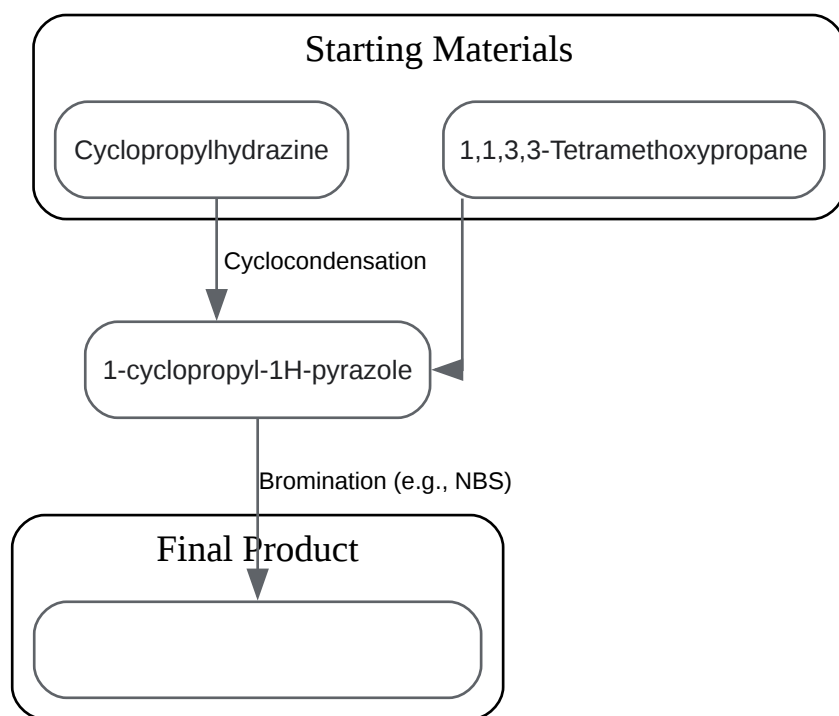 Starting Materials
Cyclopropylhydrazine
1,1,3,3-Tetramethoxypropane
Cyclocondensation
1-cyclopropyl-1H-pyrazole
Bromination (e.g., NBS)
Final Product